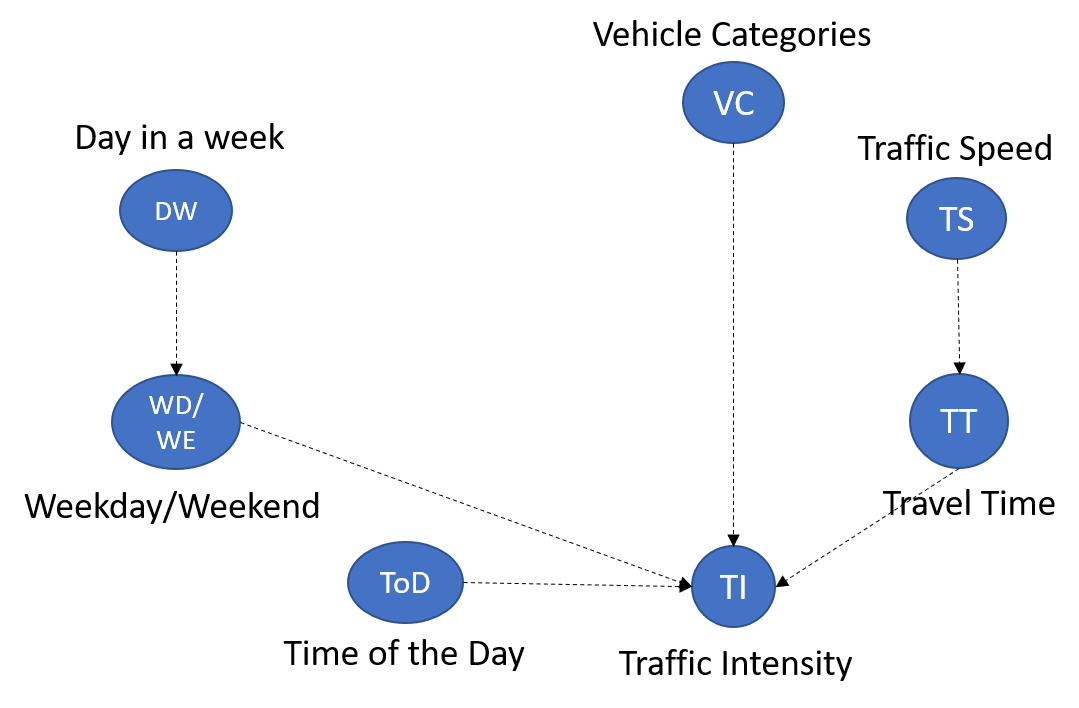 Vehicle Categories
VC
Day in a week
Traffic Speed
DW
TS
WD/
WE
TT
Weekday/Weekend
Travel Time
ToD
TI
Time of the Day
Traffic Intensity